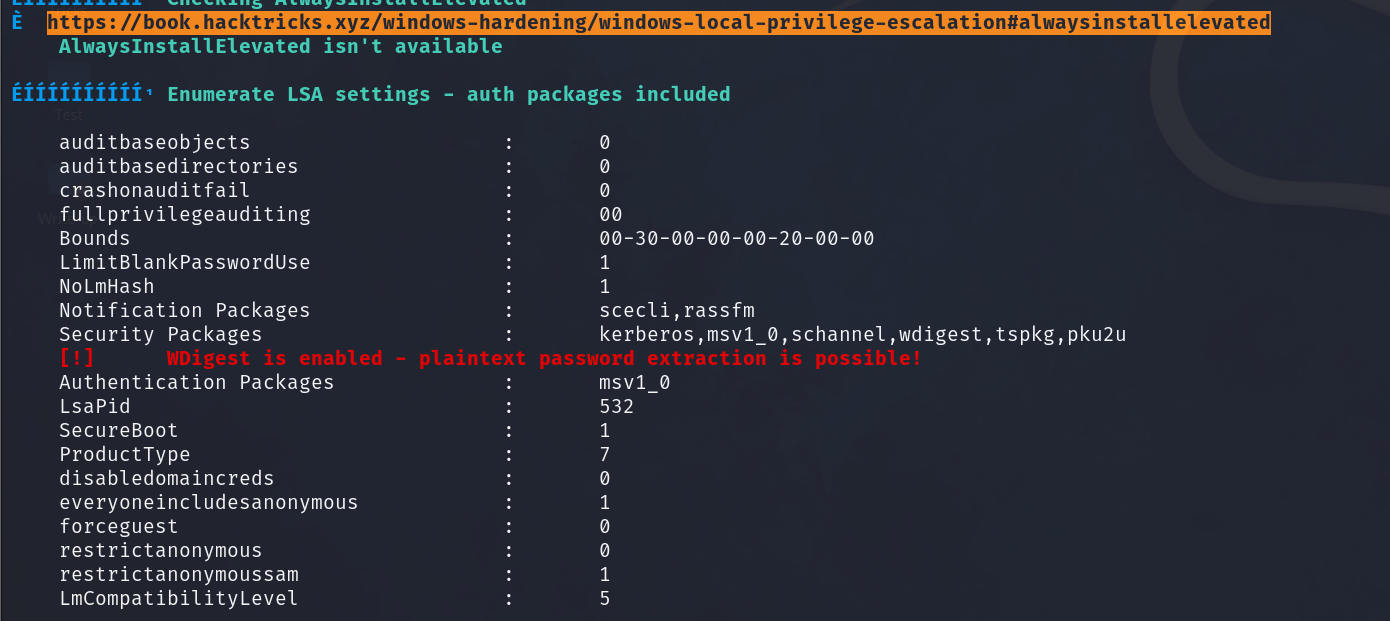 ÉÍÍÍÍÍÍÍÍÍÍ¹ Checking AlwaysInstallElevated
È  https://book.hacktricks.xyz/windows-hardening/windows-local-privilege-escalation#alwaysinstallelevated
AlwaysInstallElevated isn't available
ÉÍÍÍÍÍÍÍÍÍÍ¹ Enumerate LSA settings - auth packages included
Test
auditbaseobjects : 0
auditbasedirectories : 0
crashonauditfail : 0
fullprivilegeauditing : 00
Bounds : 00-30-00-00-00-20-00-00
LimitBlankPasswordUse : 1
NoLmHash : 1
Notification Packages : scecli,rassfm
Security Packages : kerberos,msv1_0,schannel,wdigest,tspkg,pku2u
[!] WDigest is enabled - plaintext password extraction is possible!
Authentication Packages : msv1_0
LsaPid : 532
SecureBoot : 1
ProductType : 7
disabledomaincreds : 0
everyoneincludesanonymous : 1
forceguest : 0
restrictanonymous : 0
restrictanonymoussam : 1
LmCompatibilityLevel : 5